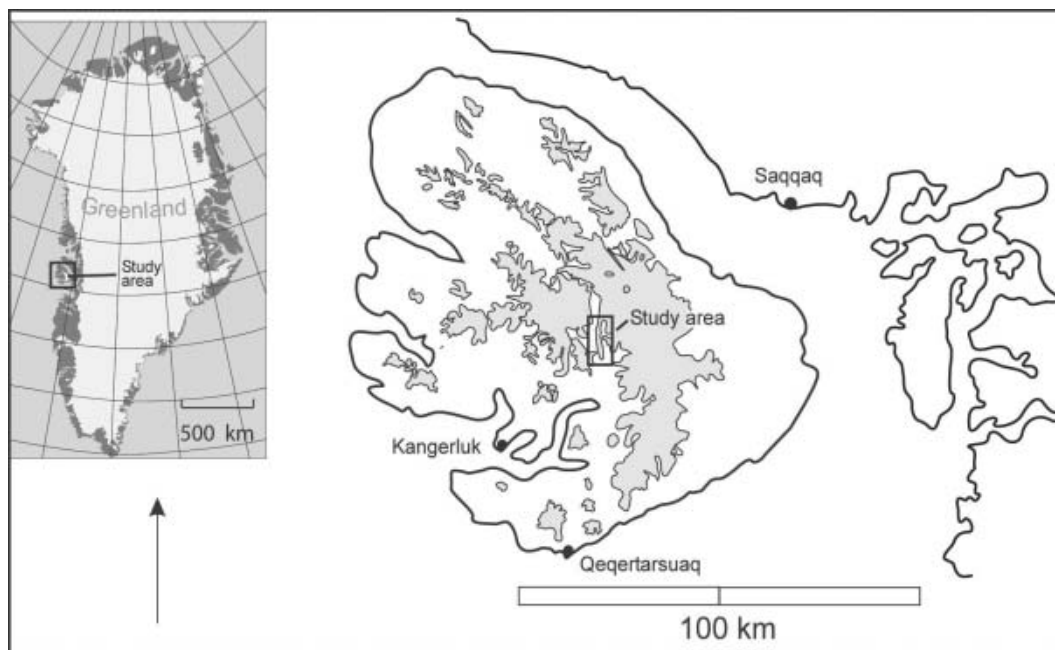 Greenland
Study
area
500 km
Saqqaq
Study area
Kangerluk
Qeqertarsuaq
100 km